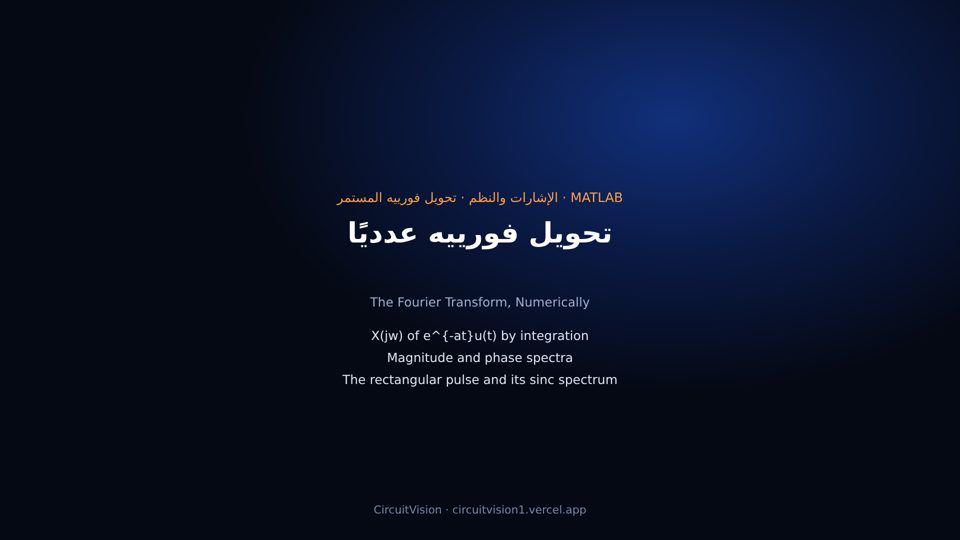 الإشارات والنظم · تحويل فورييه المستمر · MATLAB
تحويل فورييه عدديًا
The Fourier Transform, Numerically
X(jw) of e^{-at}u(t) by integration
Magnitude and phase spectra
The rectangular pulse and its sinc spectrum
CircuitVision · circuitvision1.vercel.app